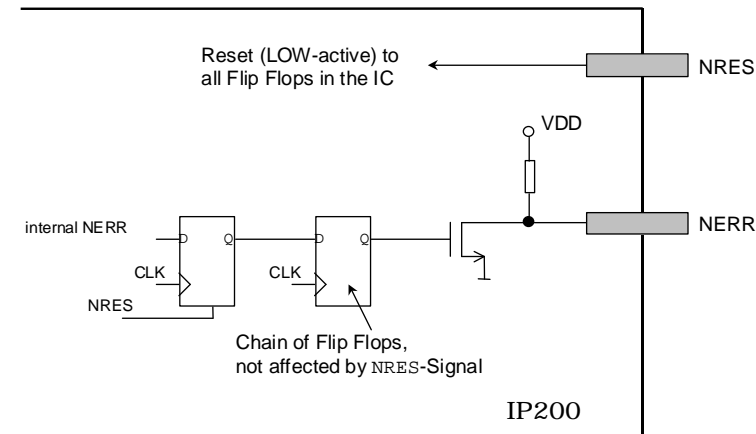 Reset (LOW-active) to
all Flip Flops in the IC
NRES
VDD
internal NERR
D Q
D Q
NERR
CLK
CLK
NRES
Chain of Flip Flops,
not affected by NRES-Signal
IP200